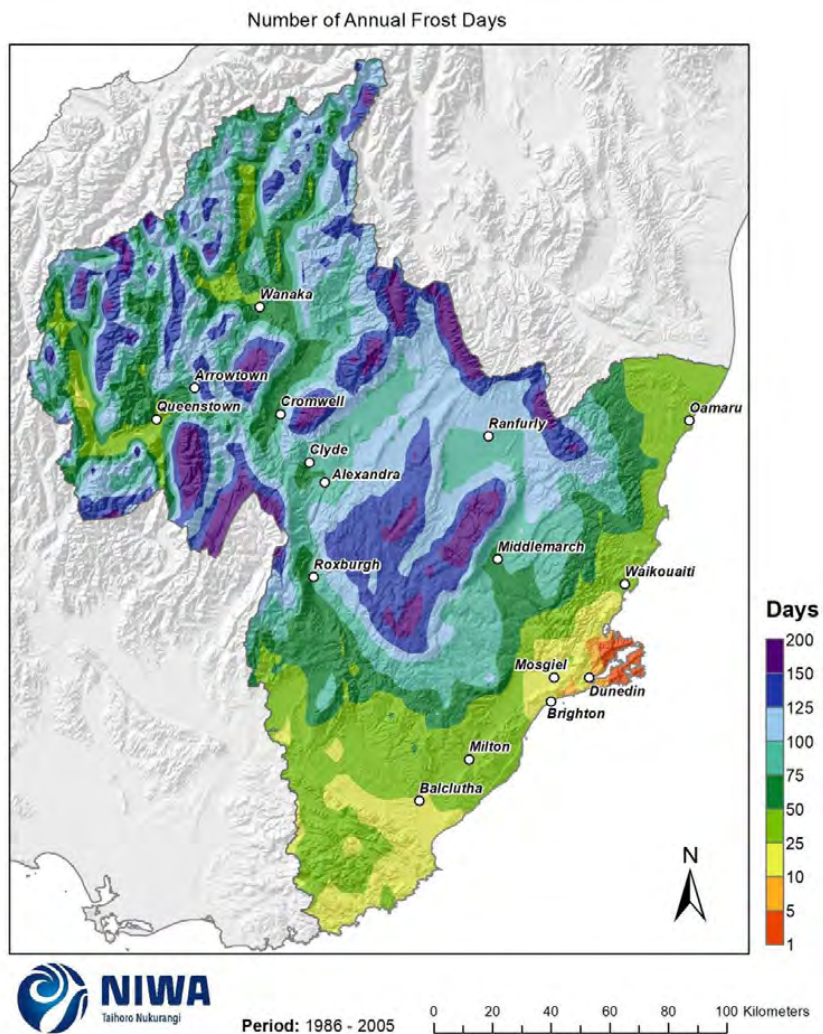 Number of Annual Frost Days
Wanaka
Arrowtown
Queenstown
Cromwell
Oamaru
Ranfurly
Clyde
Alexandra
Middlemarch
Roxburgh
Waikouaiti
Days
200
150
125
100
75
50
25
10
5
1
Mosgiel
Dunedin
Brighton
Milton
Balclutha
N
NIWA
Taihoro Nukurangi
Period: 1986 - 2005
0 20 40 60 80 100 Kilometers